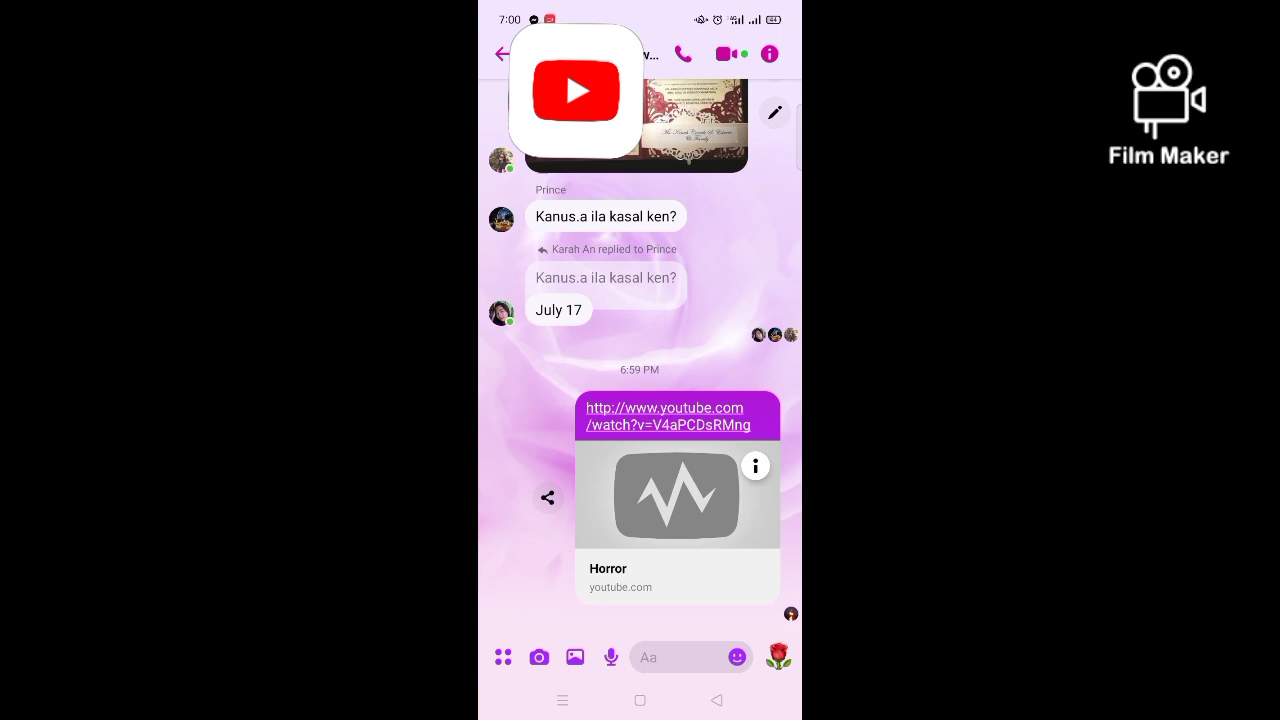 7:00
44
w...
Film Maker
Prince
Kanus.a ila kasal ken?
Karah An replied to Prince
Kanus.a ila kasal ken?
July 17
6:59 PM
http://www.youtube.com
/watch?v=V4aPCDsRMng
Horror
youtube.com
Aa